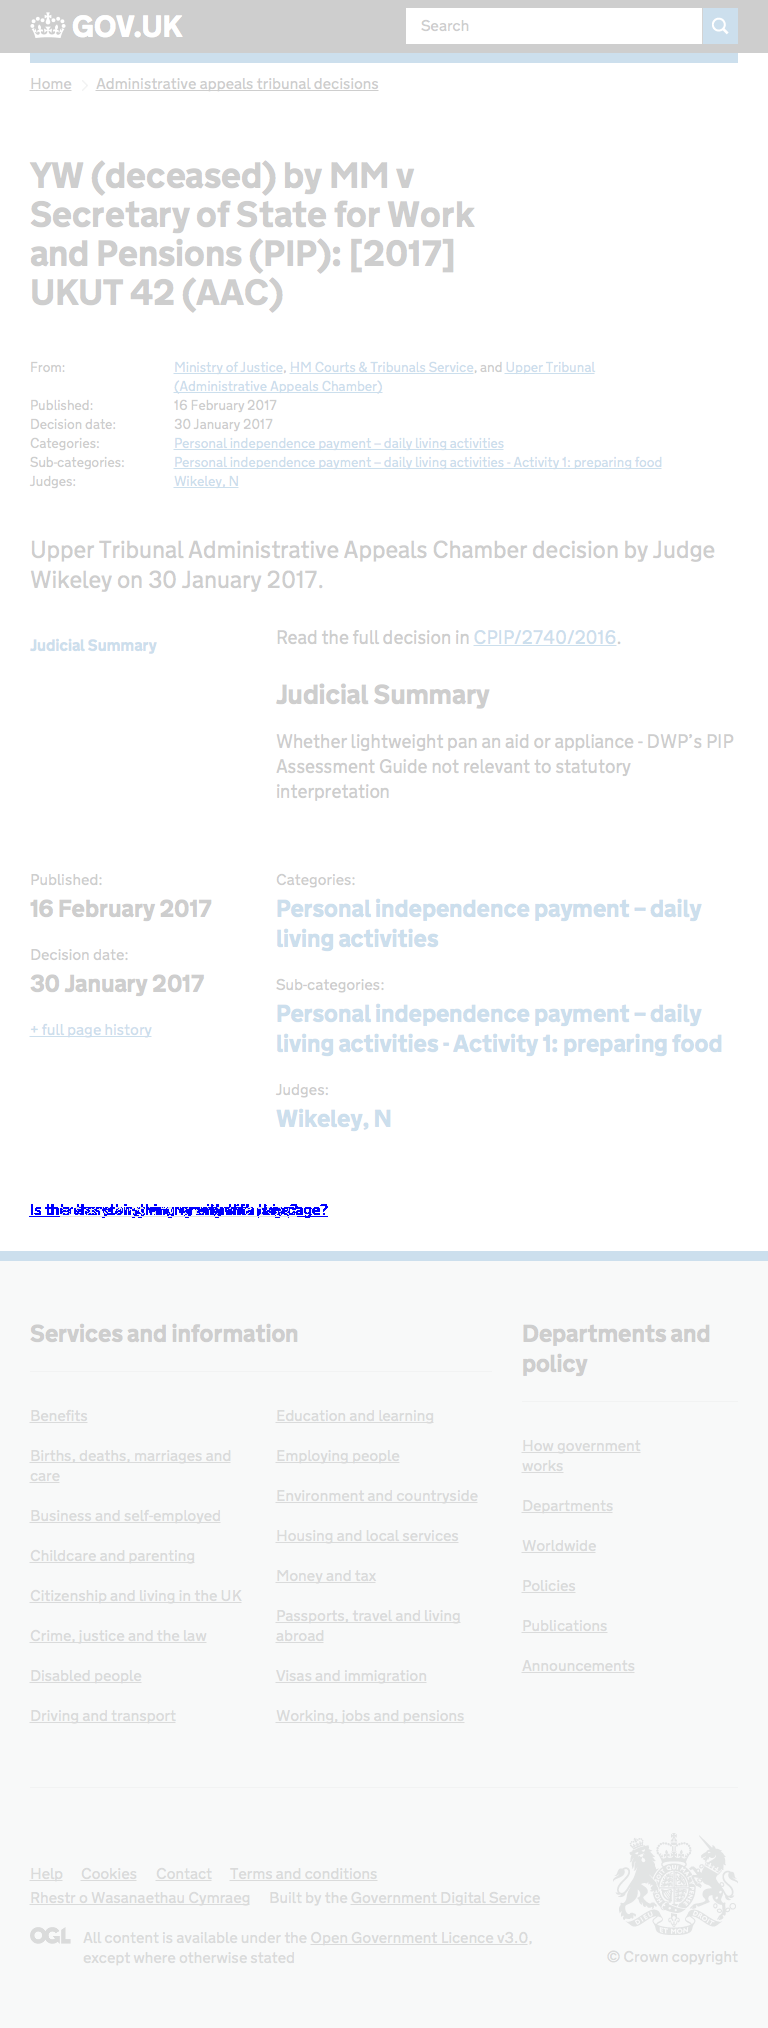 GOV.UK
Search
Home
Administrative appeals tribunal decisions
YW (deceased) by MM v
Secretary of State for Work
and Pensions (PIP): [2017]
UKUT 42 (AAC)
From: Ministry of Justice, HM Courts & Tribunals Service, and Upper Tribunal
(Administrative Appeals Chamber)
Published: 16 February 2017
Decision date: 30 January 2017
Categories: Personal independence payment – daily living activities
Sub-categories: Personal independence payment – daily living activities - Activity 1: preparing food
Judges: Wikeley, N
Upper Tribunal Administrative Appeals Chamber decision by Judge
Wikeley on 30 January 2017.
Judicial Summary
Read the full decision in CPIP/2740/2016.
Judicial Summary
Whether lightweight pan an aid or appliance - DWP's PIP
Assessment Guide not relevant to statutory
interpretation
Published:
16 February 2017
Decision date:
30 January 2017
+ full page history
Categories:
Personal independence payment – daily
living activities
Sub-categories:
Personal independence payment – daily
living activities - Activity 1: preparing food
Judges:
Wikeley, N
Services and information
Benefits
Births, deaths, marriages and
care
Business and self-employed
Childcare and parenting
Citizenship and living in the UK
Crime, justice and the law
Disabled people
Driving and transport
Education and learning
Employing people
Environment and countryside
Housing and local services
Money and tax
Passports, travel and living
abroad
Visas and immigration
Working, jobs and pensions
Departments and
policy
How government
works
Departments
Worldwide
Policies
Publications
Announcements
Help Cookies Contact Terms and conditions
Rhestr o Wasanaethau Cymraeg Built by the Government Digital Service
OGL All content is available under the Open Government Licence v3.0,
except where otherwise stated
© Crown copyright